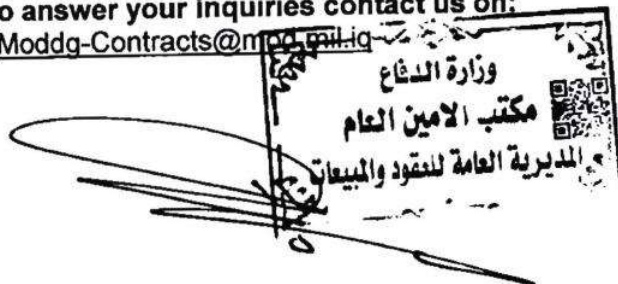 o answer your inquiries contact us on:
Moddg-Contracts@mod.mil.iq
وزارة الدفاع
مكتب الامين العام
المديرية العامة للعقود والمبيعات